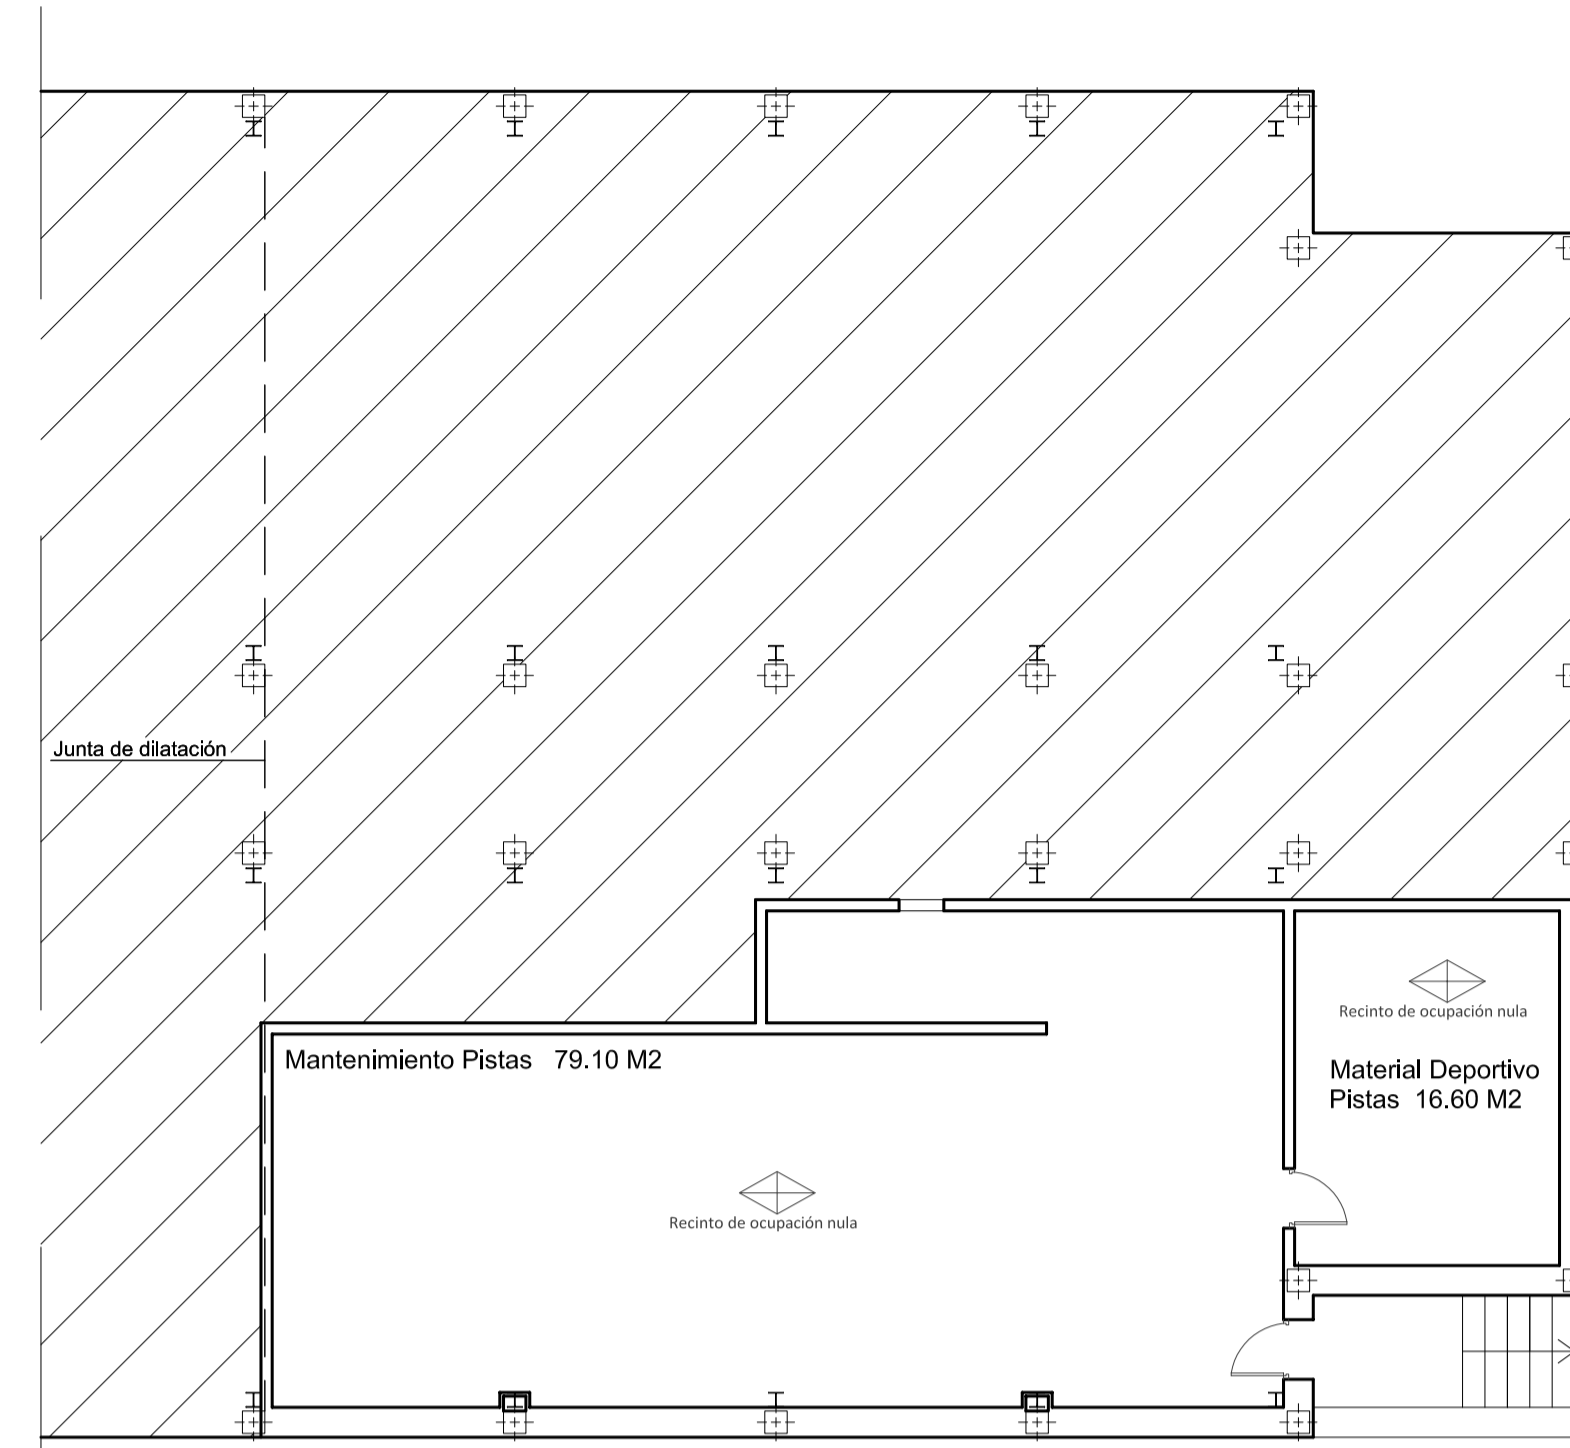 Junta de dilatación
Recinto de ocupación nula
Mantenimiento Pistas 79.10 M2
Material Deportivo
Pistas 16.60 M2
Recinto de ocupación nula